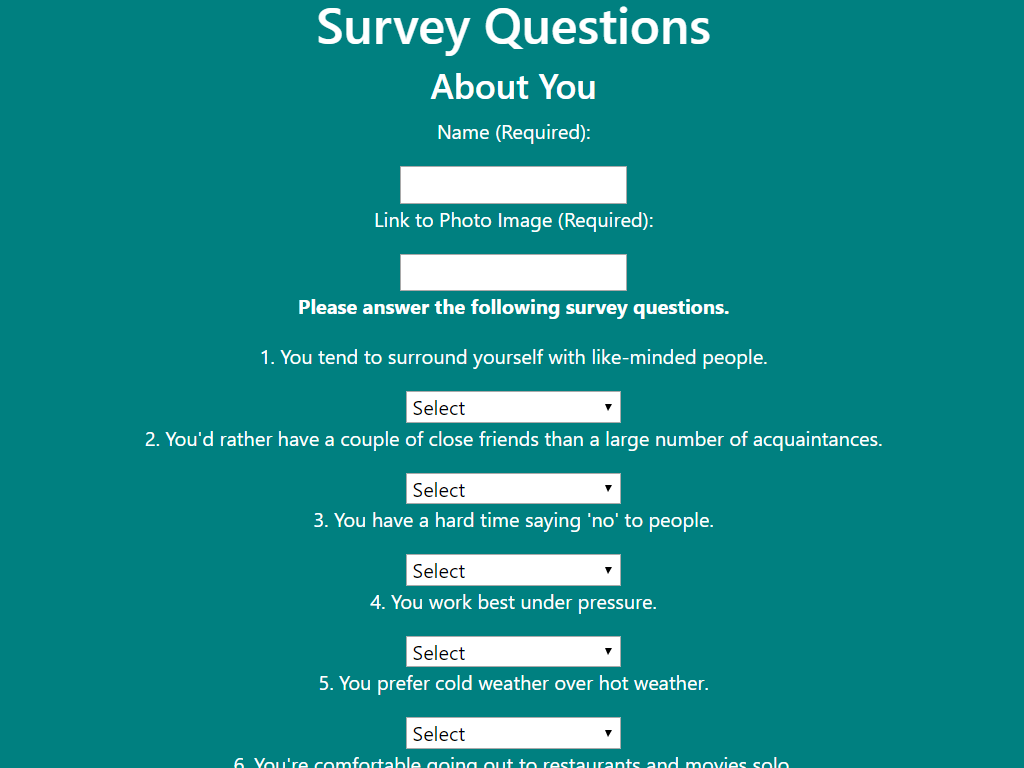 Survey Questions
About You
Name (Required):
Link to Photo Image (Required):
Please answer the following survey questions.
1. You tend to surround yourself with like-minded people.
Select
2. You'd rather have a couple of close friends than a large number of acquaintances.
Select
3. You have a hard time saying 'no' to people.
Select
4. You work best under pressure.
Select
5. You prefer cold weather over hot weather.
Select
6. You're comfortable going out to restaurants and movies solo.